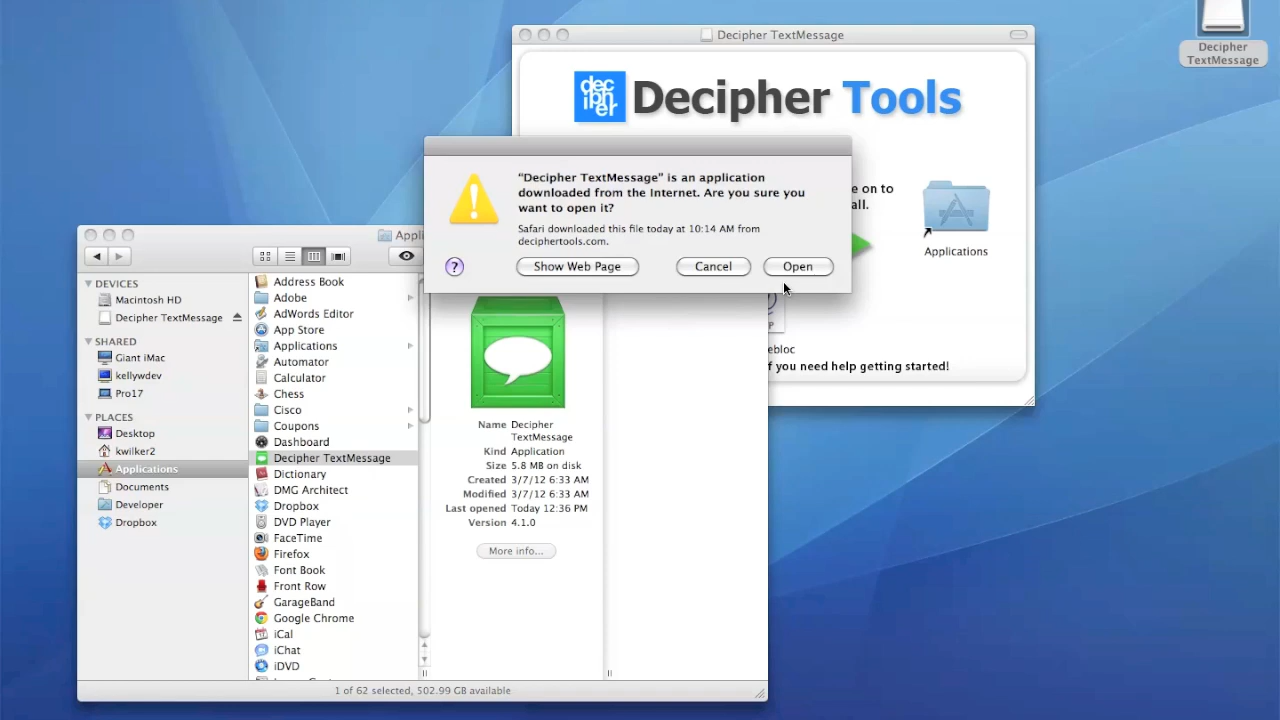 Decipher TextMessage
Decipher
TextMessage
decipher
Decipher Tools
"Decipher TextMessage" is an application
downloaded from the Internet. Are you sure you
want to open it?
Safari downloaded this file today at 10:14 AM from
deciphertools.com.
?
Show Web Page
Cancel
Open
e on to
all.
Applications
P
ebloc
f you need help getting started!
Appli
DEVICES
Macintosh HD
Decipher TextMessage
SHARED
Giant iMac
kellywdev
Pro17
PLACES
Desktop
kwilker2
Applications
Documents
Developer
Dropbox
Address Book
Adobe
AdWords Editor
App Store
Applications
Automator
Calculator
Chess
Cisco
Coupons
Dashboard
Decipher TextMessage
Dictionary
DMG Architect
Dropbox
DVD Player
FaceTime
Firefox
Font Book
Front Row
GarageBand
Google Chrome
iCal
iChat
iDVD
Name Decipher
TextMessage
Kind Application
Size 5.8 MB on disk
Created 3/7/12 6:33 AM
Modified 3/7/12 6:33 AM
Last opened Today 12:36 PM
Version 4.1.0
More info...
1 of 62 selected, 502.99 GB available